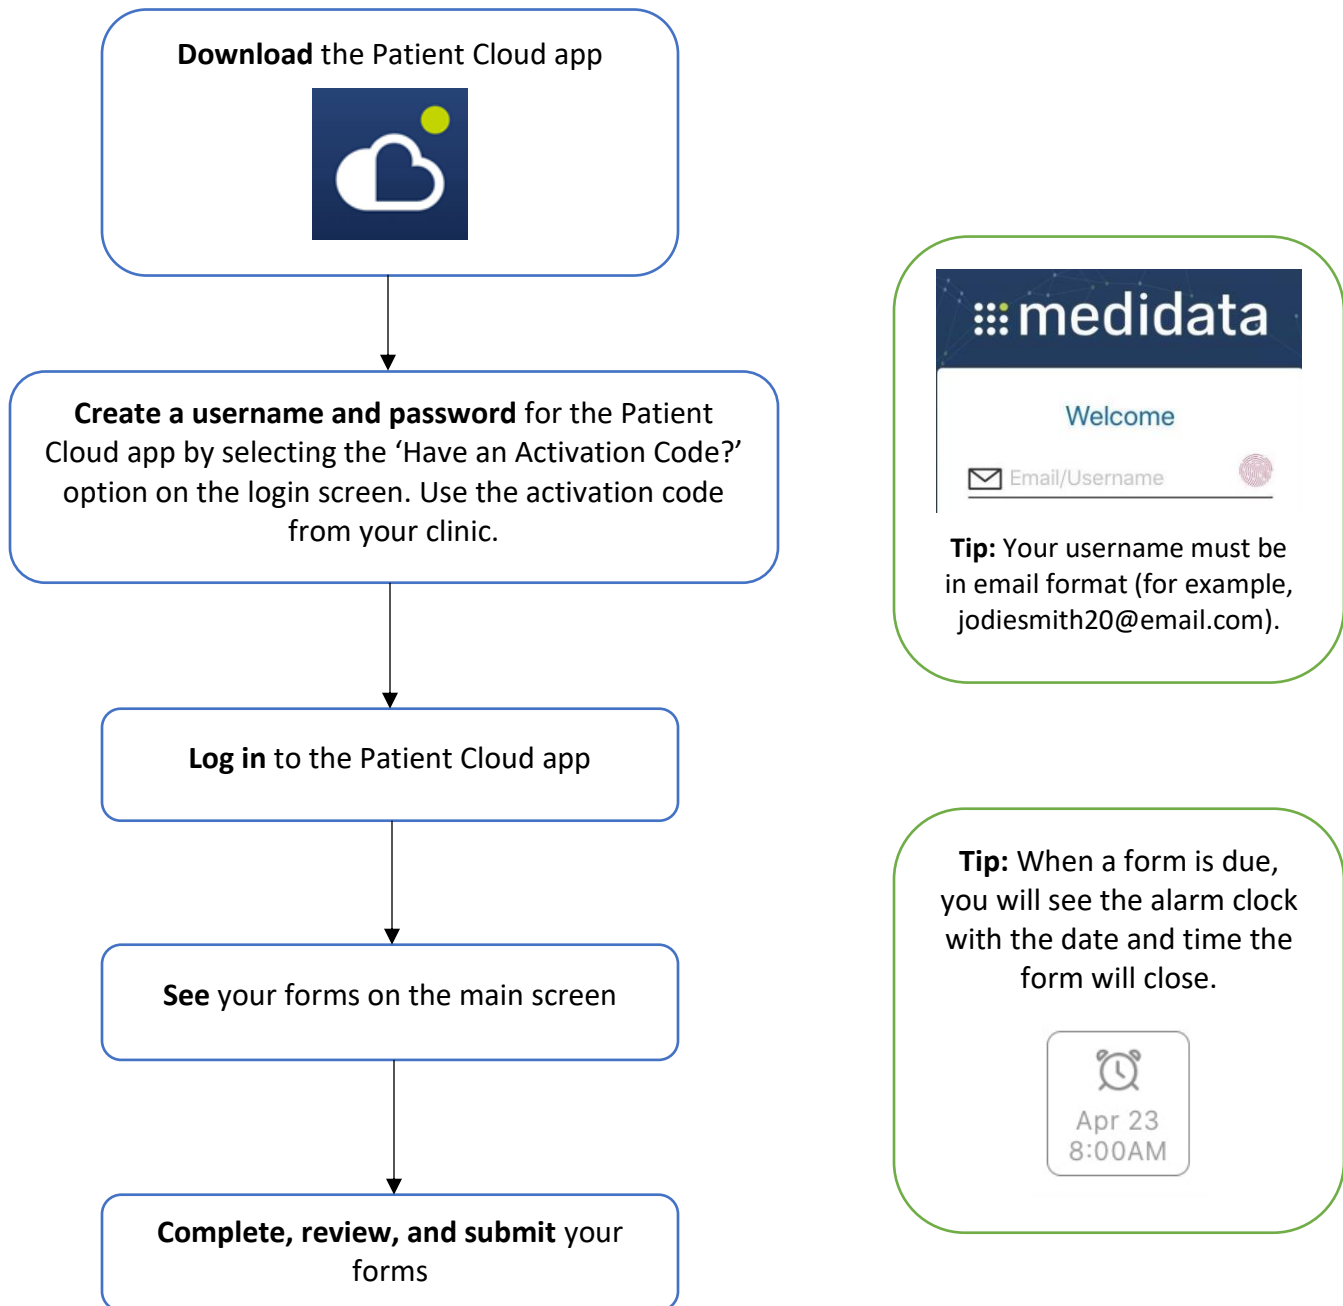 Download the Patient Cloud app
Create a username and password for the Patient
Cloud app by selecting the ‘Have an Activation Code?’
option on the login screen. Use the activation code
from your clinic.
Log in to the Patient Cloud app
See your forms on the main screen
Complete, review, and submit your
forms
medidata
Welcome
Email/Username
Tip: Your username must be
in email format (for example,
jodiesmith20@email.com).
Tip: When a form is due,
you will see the alarm clock
with the date and time the
form will close.
Apr 23
8:00AM